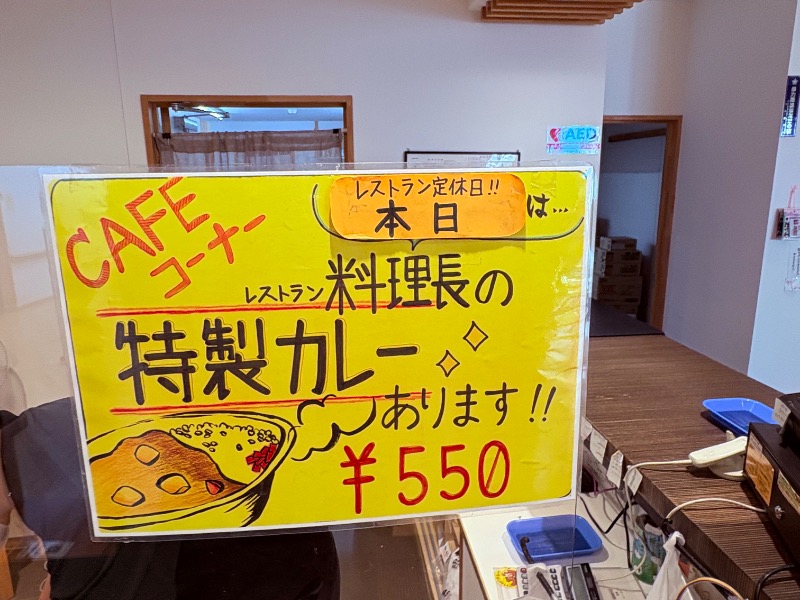 CAFE
コーナー
レストラン定休日!!
本日は...
レストラン料理長の
特製カレー
あります!!
¥550
AED